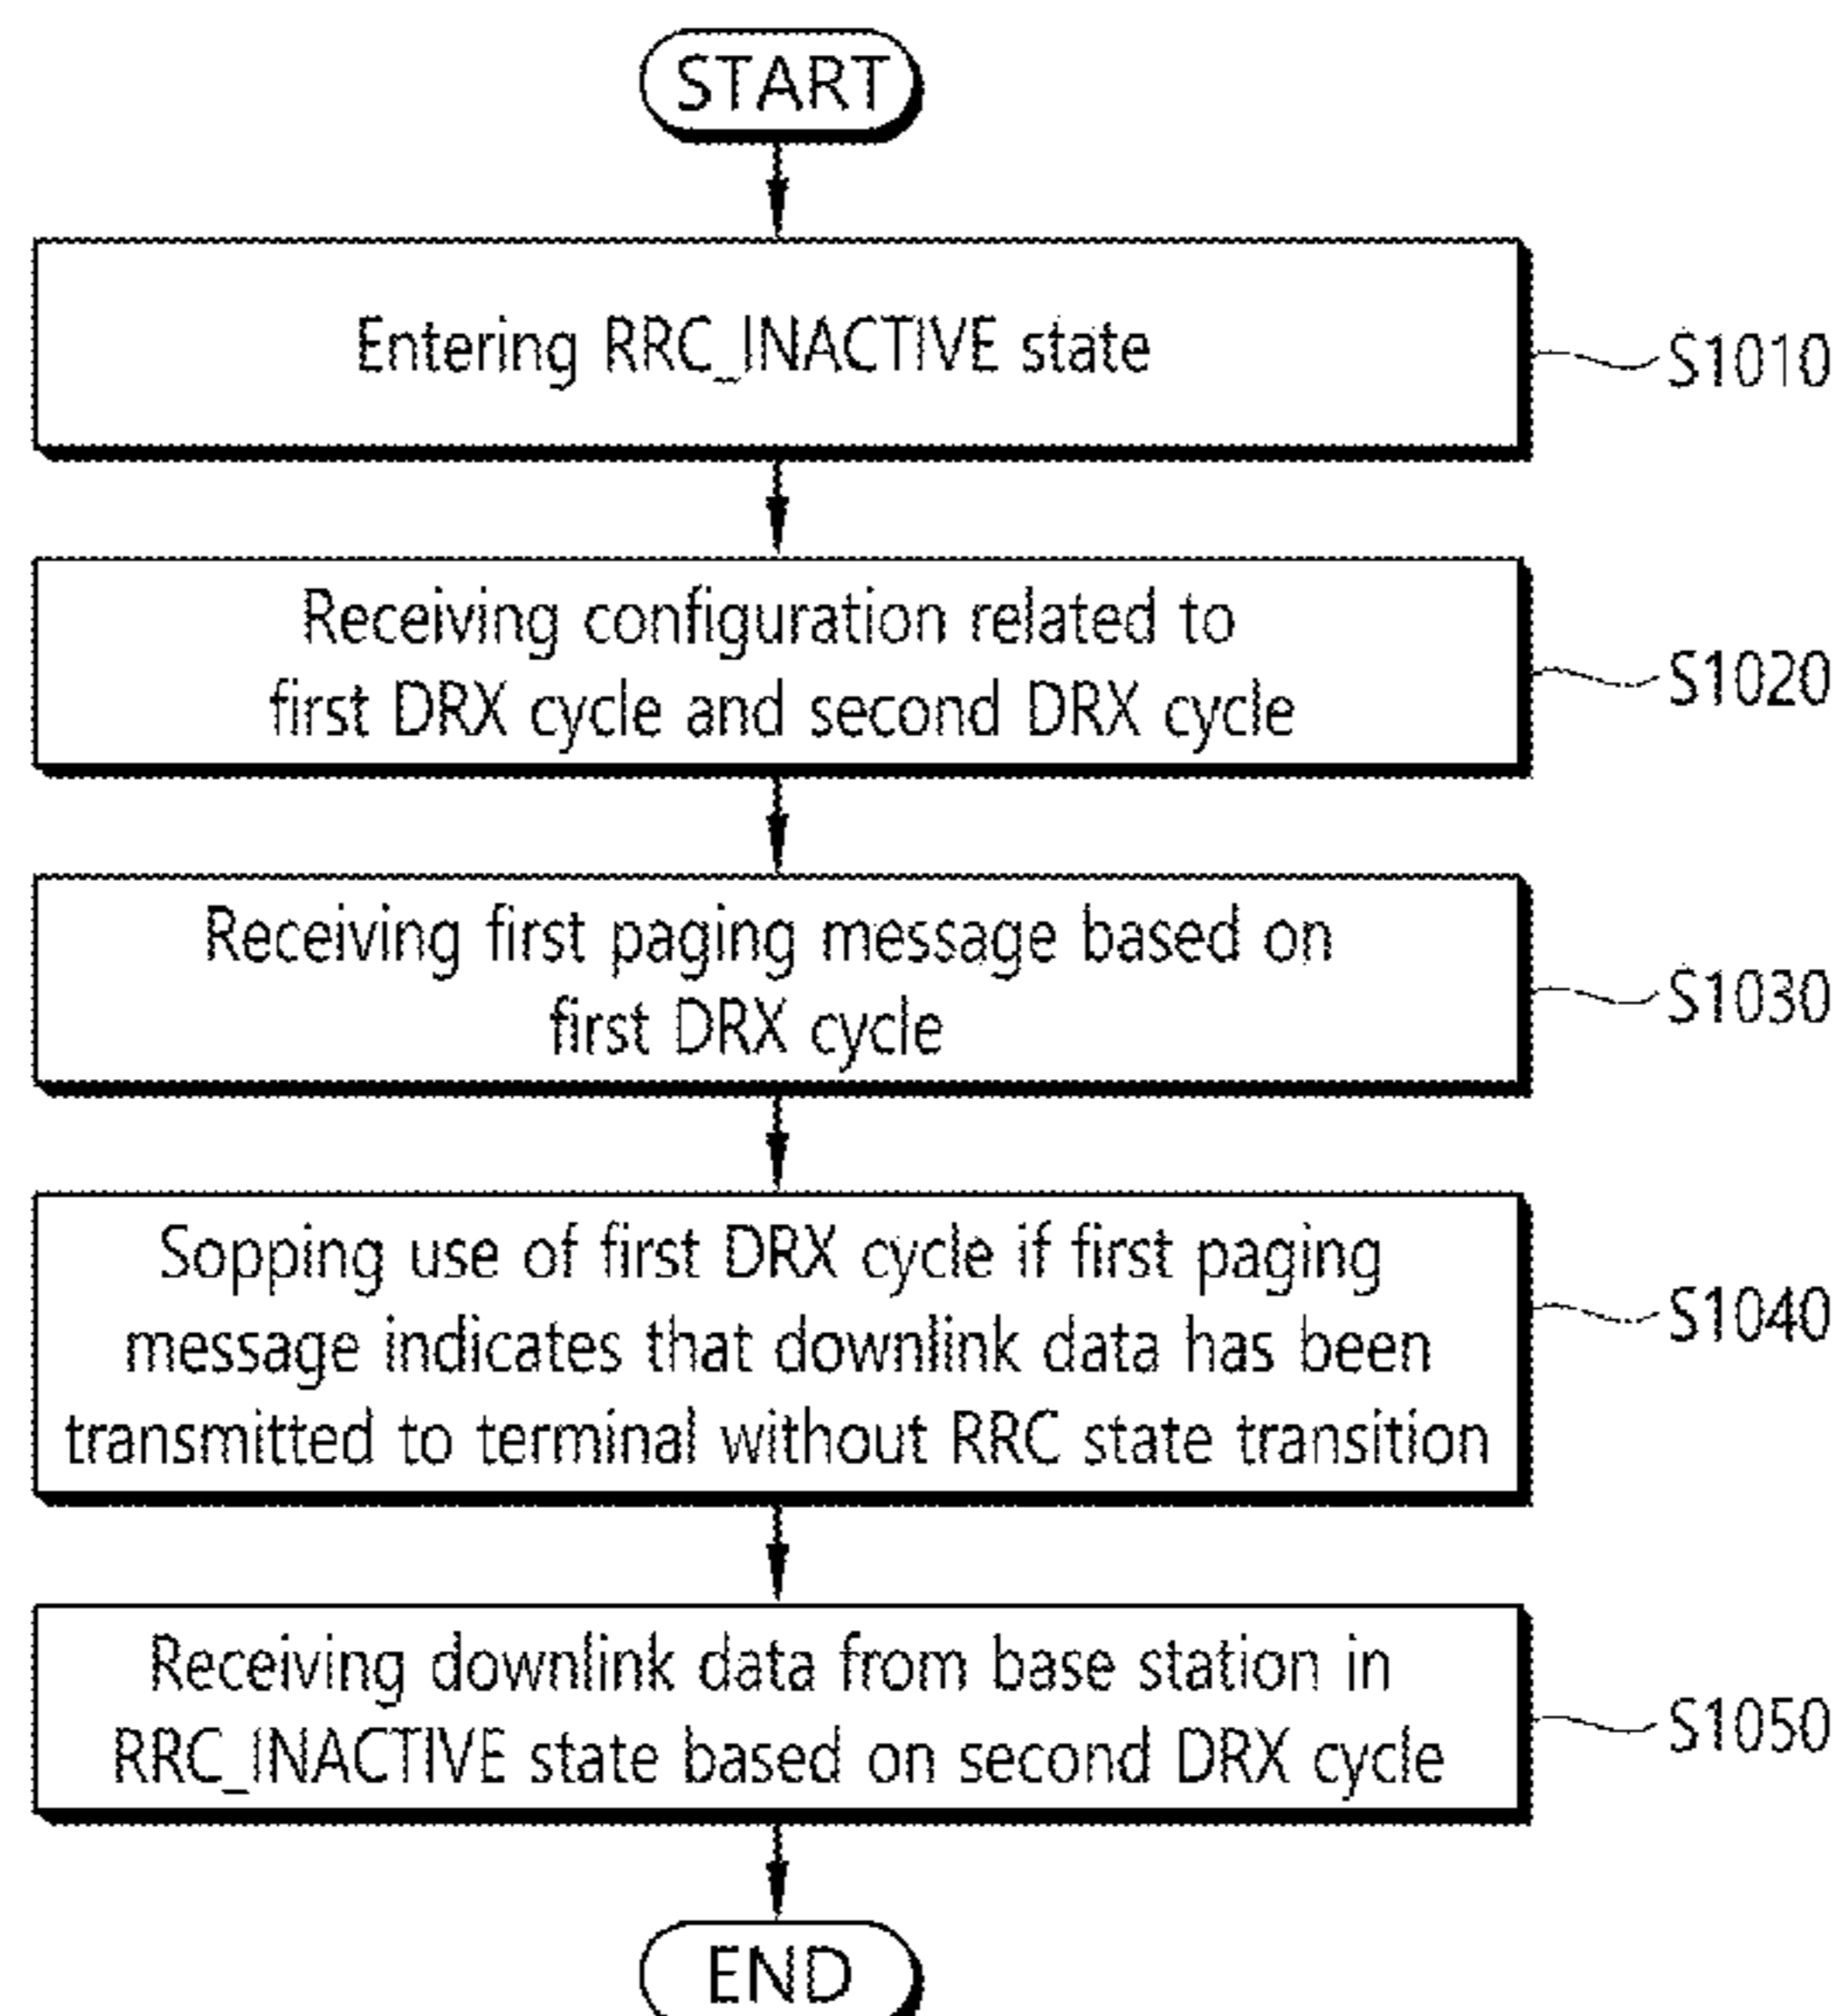 START
Entering RRC_INACTIVE state
S1010
Receiving configuration related to
first DRX cycle and second DRX cycle
S1020
Receiving first paging message based on
first DRX cycle
S1030
Sopping use of first DRX cycle if first paging
message indicates that downlink data has been
transmitted to terminal without RRC state transition
S1040
Receiving downlink data from base station in
RRC_INACTIVE state based on second DRX cycle
S1050
END